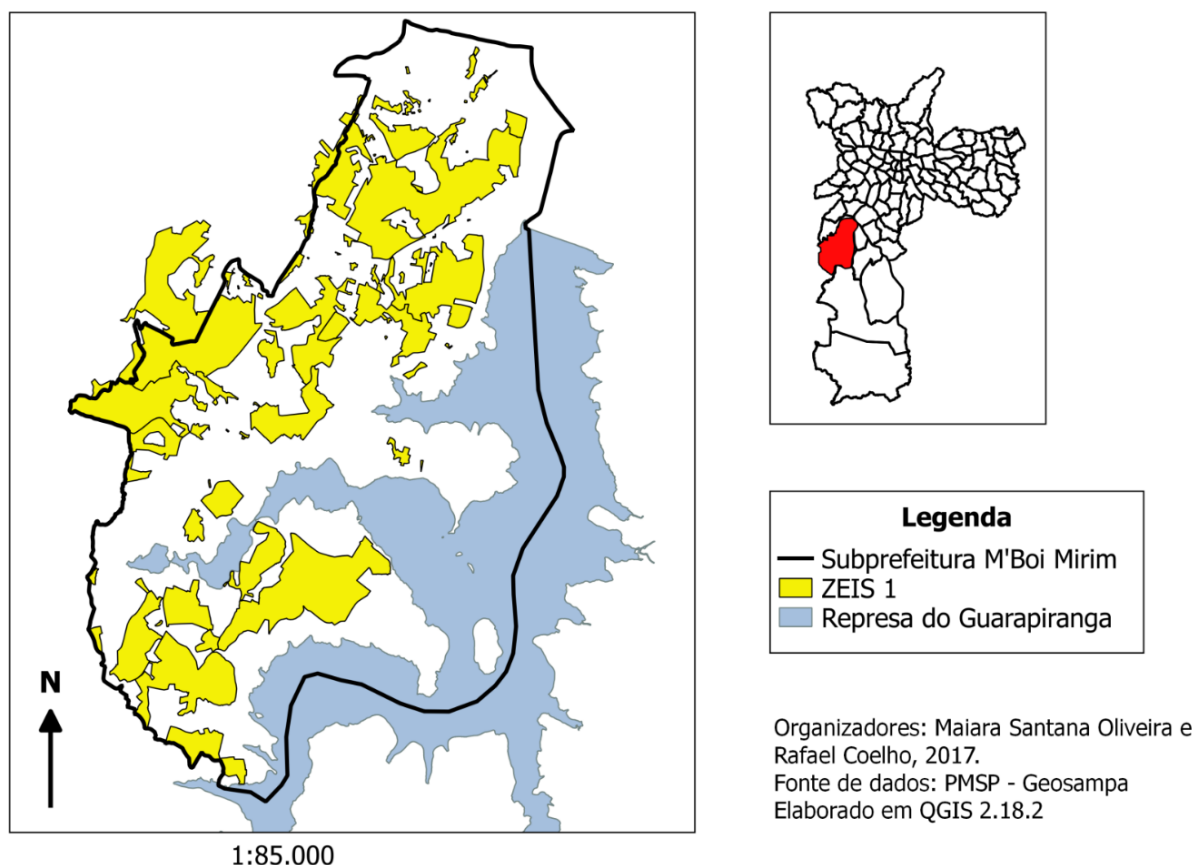 N
1:85.000
Legenda
Subprefeitura M'Boi Mirim
ZEIS 1
Represa do Guarapiranga
Organizadores: Maiara Santana Oliveira e
Rafael Coelho, 2017.
Fonte de dados: PMSP - Geosampa
Elaborado em QGIS 2.18.2